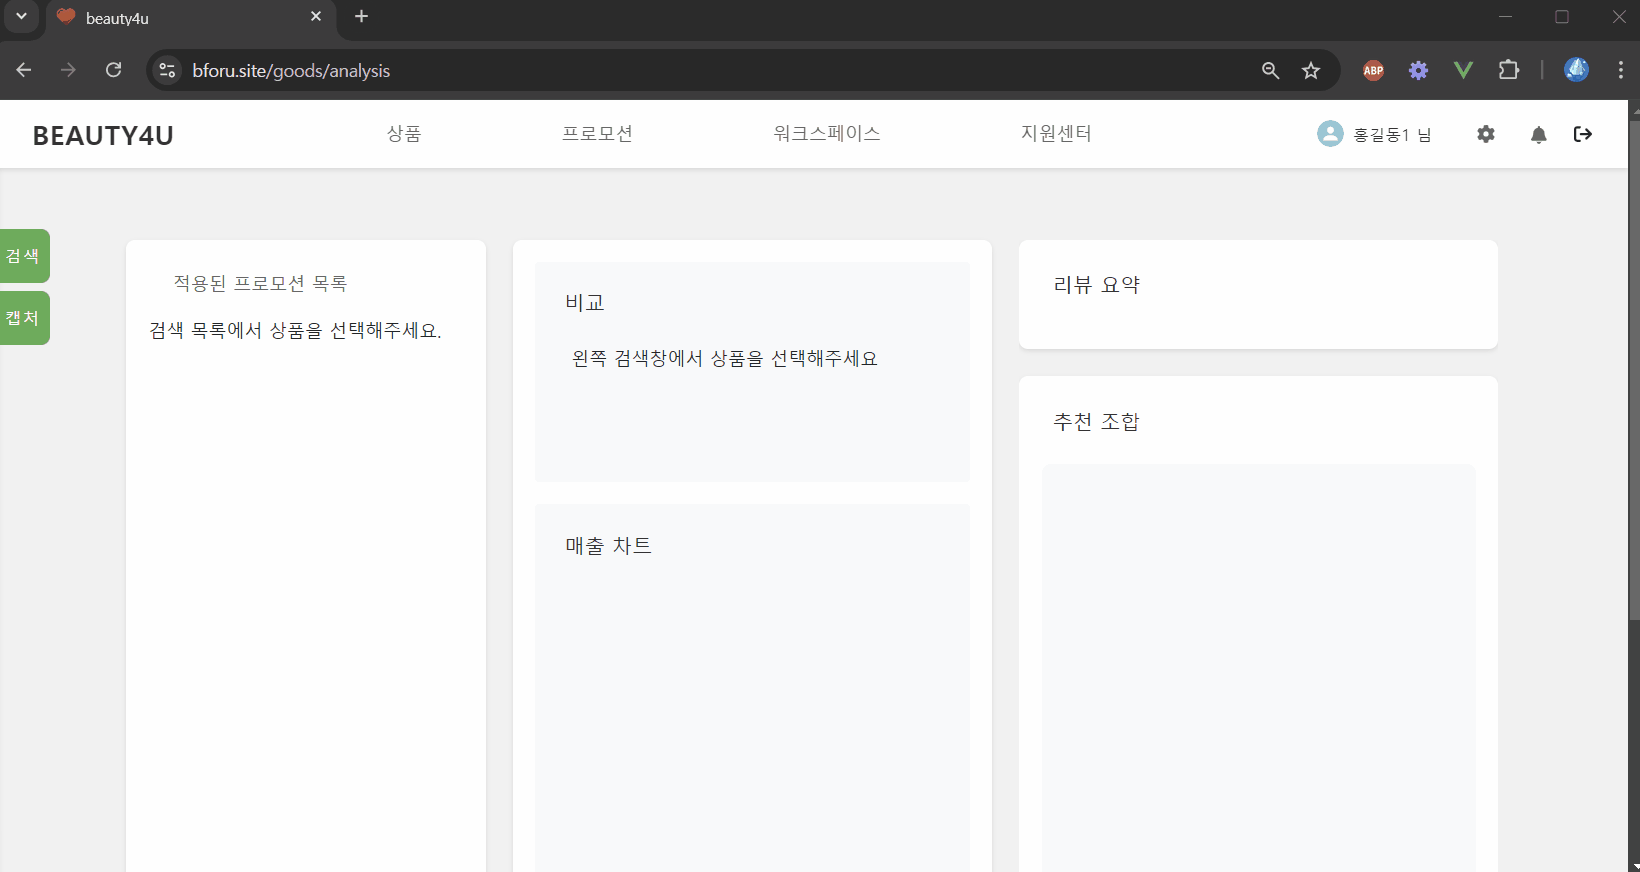 beauty4u
bforu.site/goods/analysis
ABP
BEAUTY4U
상품
프로모션
워크스페이스
지원센터
홍길동1 님
검색
캡처
적용된 프로모션 목록
검색 목록에서 상품을 선택해주세요.
비교
왼쪽 검색창에서 상품을 선택해주세요
매출 차트
리뷰 요약
추천 조합